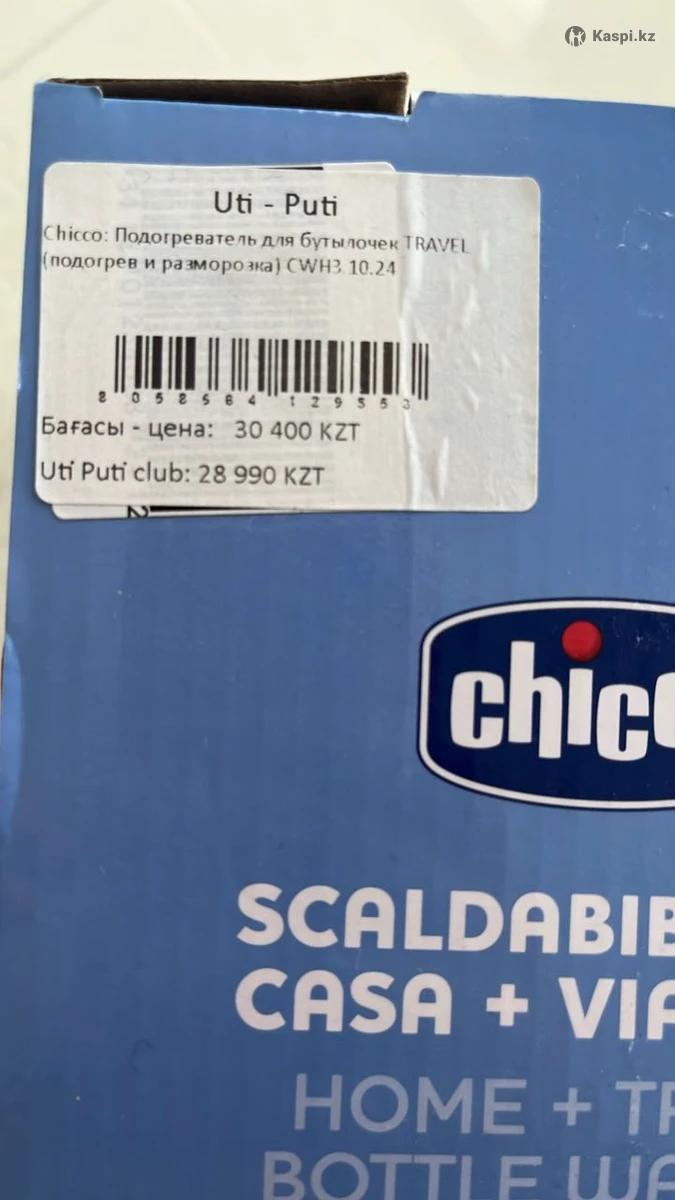 Kaspi.kz
Uti - Puti
Chicco: Подогреватель для бутылочек TRAVEL
(подогрев и разморозка) CWH3 10.24
8 058664 129553
Бағасы - цена: 30 400 KZT
Uti Puti club: 28 990 KZT
2
chicc
SCALDABIB
CASA + VIA
HOME + TR
BOTTLE WA